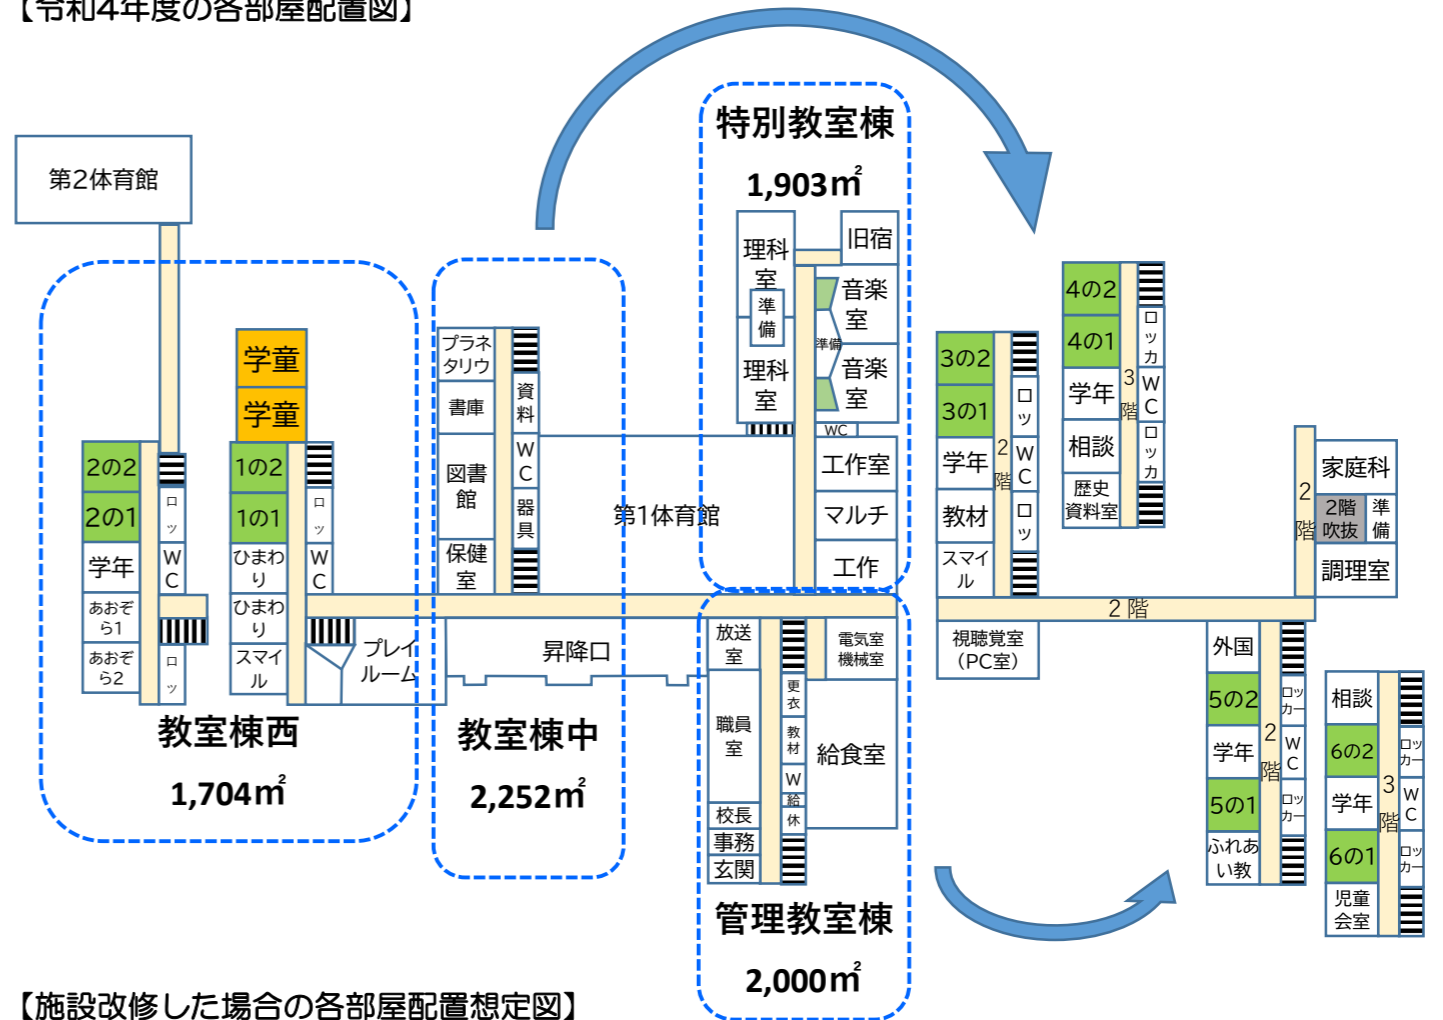 【令和4年度の各部屋配置図】
特別教室棟
1,903㎡
第2体育館
理科
室
準
備
理科
室
旧宿
音楽
室
準備
音楽
室
WC
工作室
マルチ
工作
学童
学童
2の2
2の1
学年
あおぞ
ら1
あおぞ
ら2
ロ
ッ
W
C
ロ
ッ
1の2
1の1
ひまわ
り
ひまわ
り
スマイ
ル
ロ
ッ
W
C
プレイ
ルーム
教室棟西
1,704㎡
プラネ
タリウ
書庫
図書
館
保健
室
資
料
W
C
器
具
第1体育館
昇降口
教室棟中
2,252㎡
放送
室
職員
室
校長
事務
玄関
更
衣
教
材
W
給
休
電気室
機械室
給食室
管理教室棟
2,000㎡
3の2
3の1
学年
教材
スマイ
ル
2
階
ロ
ッ
W
C
ロ
ッ
4の2
4の1
学年
相談
歴史
資料室
3
階
ロ
ッ
カ
W
C
ロ
ッ
カ
2
階
家庭科
2階
吹抜
準
備
調理室
2階
視聴覚室
(PC室)
外国
5の2
学年
5の1
ふれあ
い教
2
階
ロッ
カー
W
C
ロッ
カー
相談
6の2
学年
6の1
児童
会室
3
階
ロッ
カー
W
C
ロッ
カー
【施設改修した場合の各部屋配置想定図】